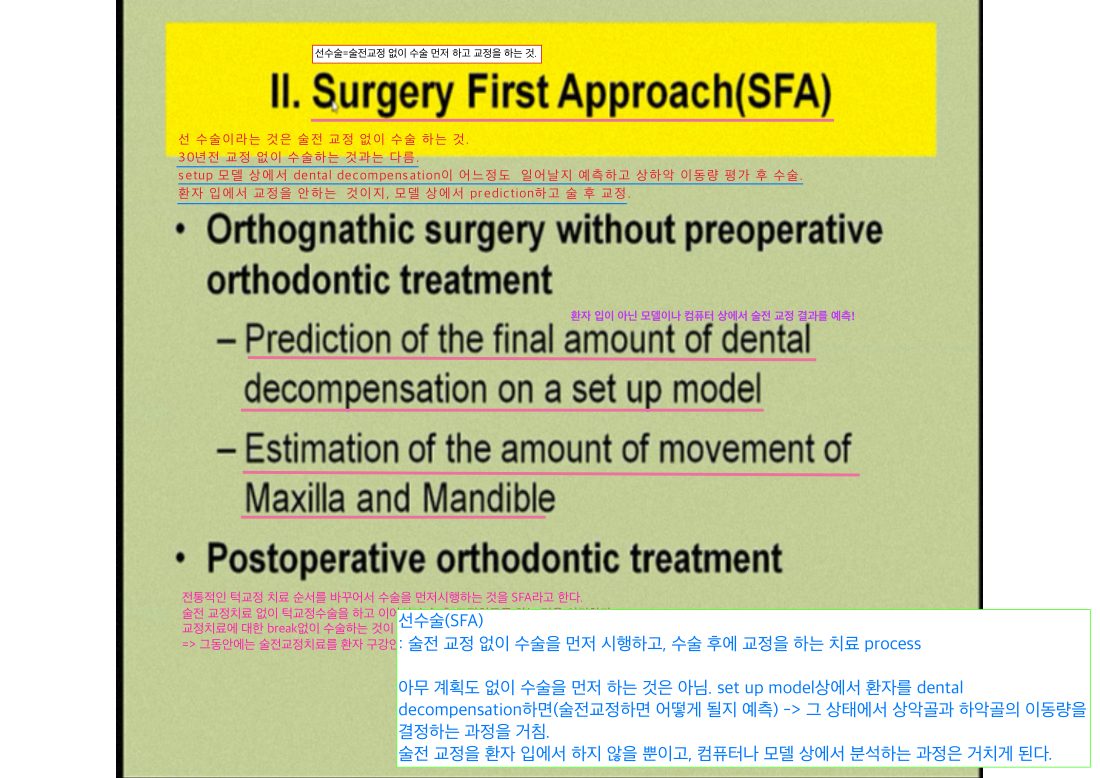 선수술=술전교정 없이 수술 먼저 하고 교정을 하는 것.
II. Surgery First Approach(SFA)
선 수술이라는 것은 술전 교정 없이 수술 하는 것.
30년전 교정 없이 수술하는 것과는 다름.
setup 모델 상에서 dental decompensation이 어느정도 일어날지 예측하고 상하악 이동량 평가 후 수술.
환자 입에서 교정을 안하는 것이지, 모델 상에서 prediction하고 술 후 교정.
• Orthognathic surgery without preoperative
orthodontic treatment
환자 입이 아닌 모델이나 컴퓨터 상에서 술전 교정 결과를 예측!
– Prediction of the final amount of dental
decompensation on a set up model
– Estimation of the amount of movement of
Maxilla and Mandible
• Postoperative orthodontic treatment
전통적인 턱교정 치료 순서를 바꾸어서 수술을 먼저시행하는 것을 SFA라고 한다.
술전 교정치료 없이 턱교정수술을 하고
교정치료에 대한 break없이 수술하는 것이
=> 그동안에는 술전교정치료를 환자
선수술(SFA)
: 술전 교정 없이 수술을 먼저 시행하고, 수술 후에 교정을 하는 치료 process
아무 계획도 없이 수술을 먼저 하는 것은 아님. set up model상에서 환자를 dental
decompensation하면(술전교정하면 어떻게 될지 예측) -> 그 상태에서 상악골과 하악골의 이동량을
결정하는 과정을 거침.
술전 교정을 환자 입에서 하지 않을 뿐이고, 컴퓨터나 모델 상에서 분석하는 과정은 거치게 된다.